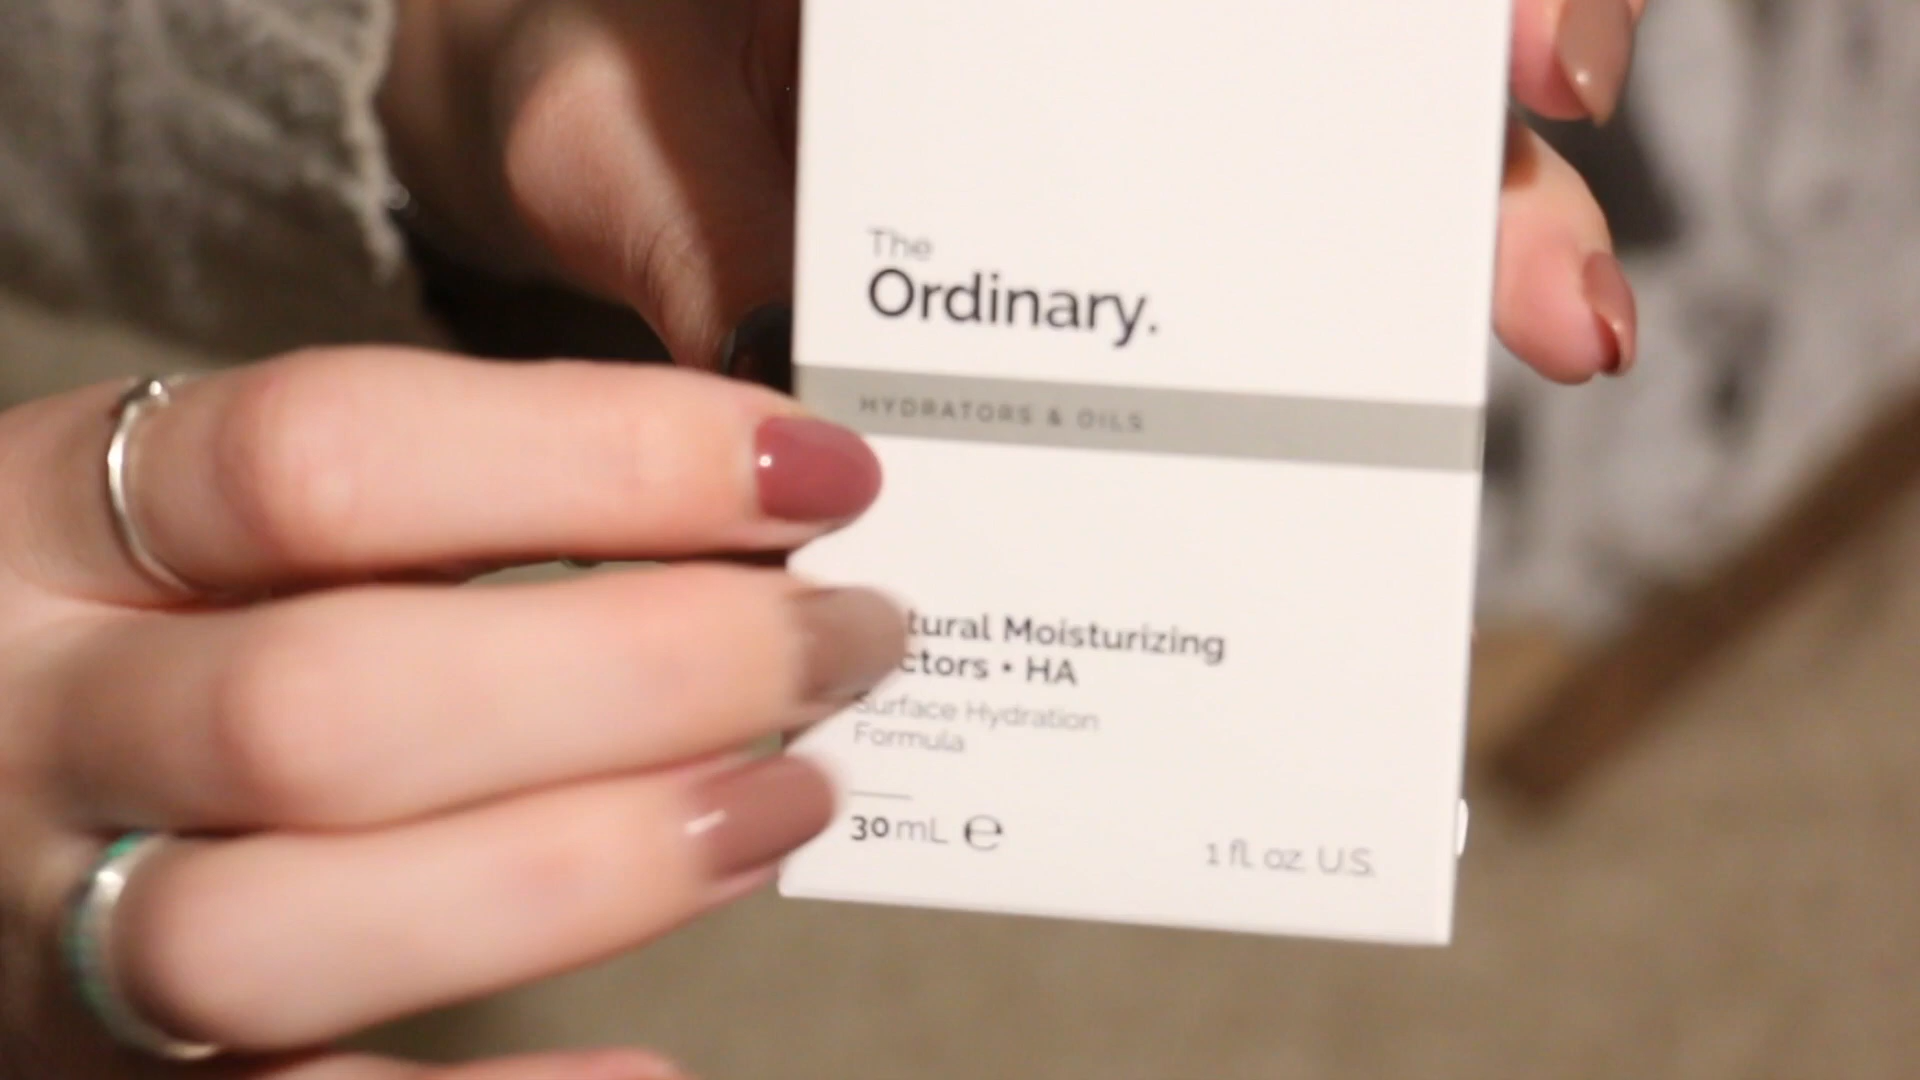 The
Ordinary.
HYDRATORS & OILS
tural Moisturizing
ctors • HA
Surface Hydration
Formula
30 mL ℮
1 fl. oz. U.S.